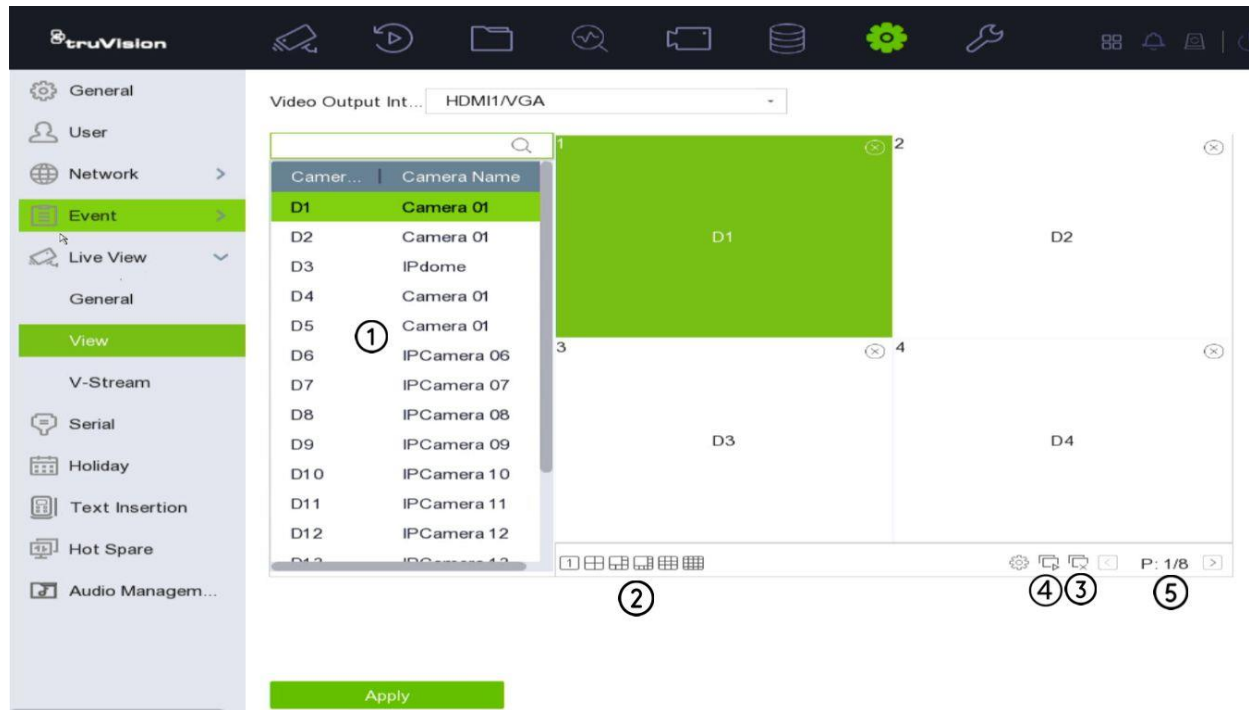 truVision
General
User
Network
Event
Live View
General
View
V-Stream
Serial
Holiday
Text Insertion
Hot Spare
Audio Managem...
Video Output Int... HDMI1/VGA
Camer... Camera Name
D1 Camera 01
D2 Camera 01
D3 IPdome
D4 Camera 01
D5 Camera 01
D6 IPCamera 06
D7 IPCamera 07
D8 IPCamera 08
D9 IPCamera 09
D10 IPCamera 10
D11 IPCamera 11
D12 IPCamera 12
①
1
D1
2
D2
3
D3
4
D4
1
P: 1/8
②
④ ③
⑤
Apply